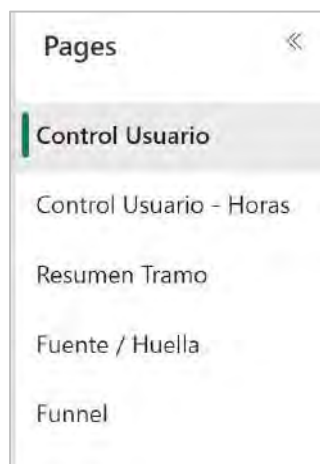 Pages
Control Usuario
Control Usuario - Horas
Resumen Tramo
Fuente / Huella
Funnel